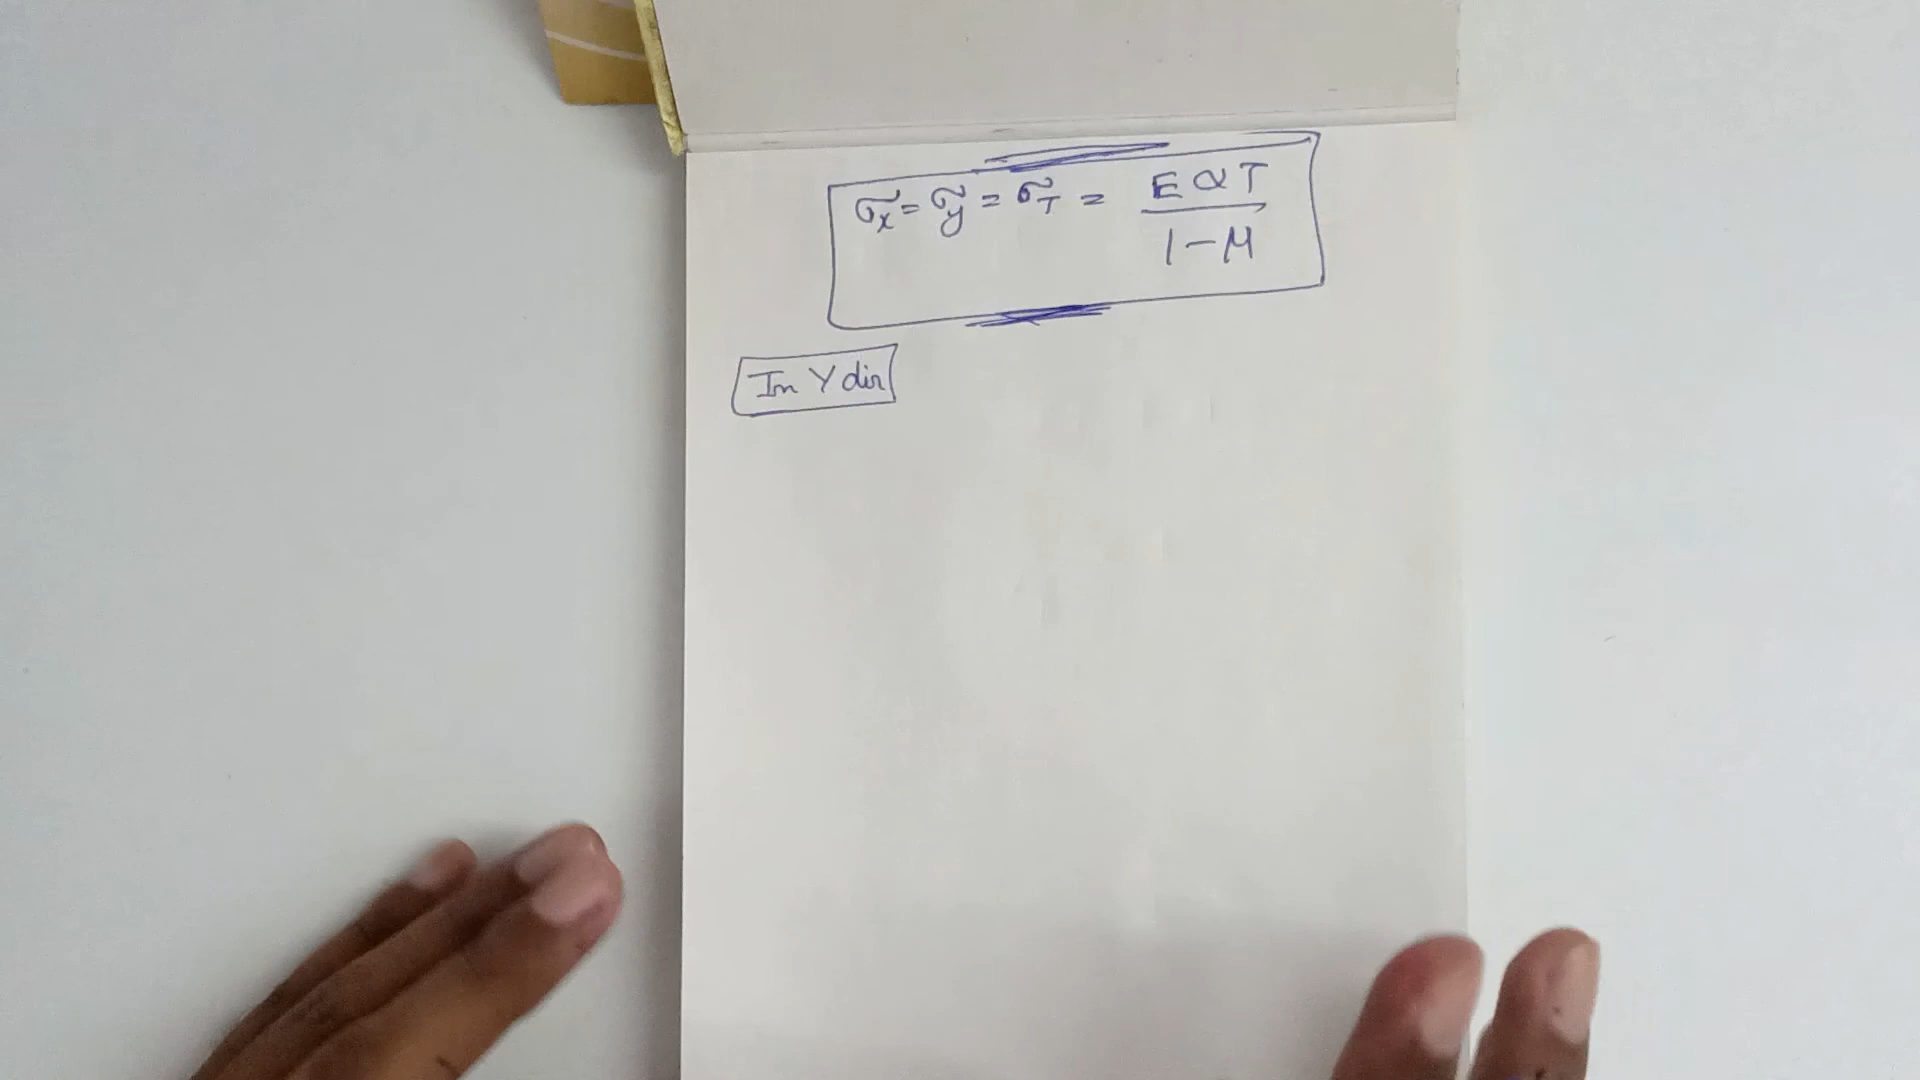 σx = σy = σT = EαT / 1-μ
In Y dir